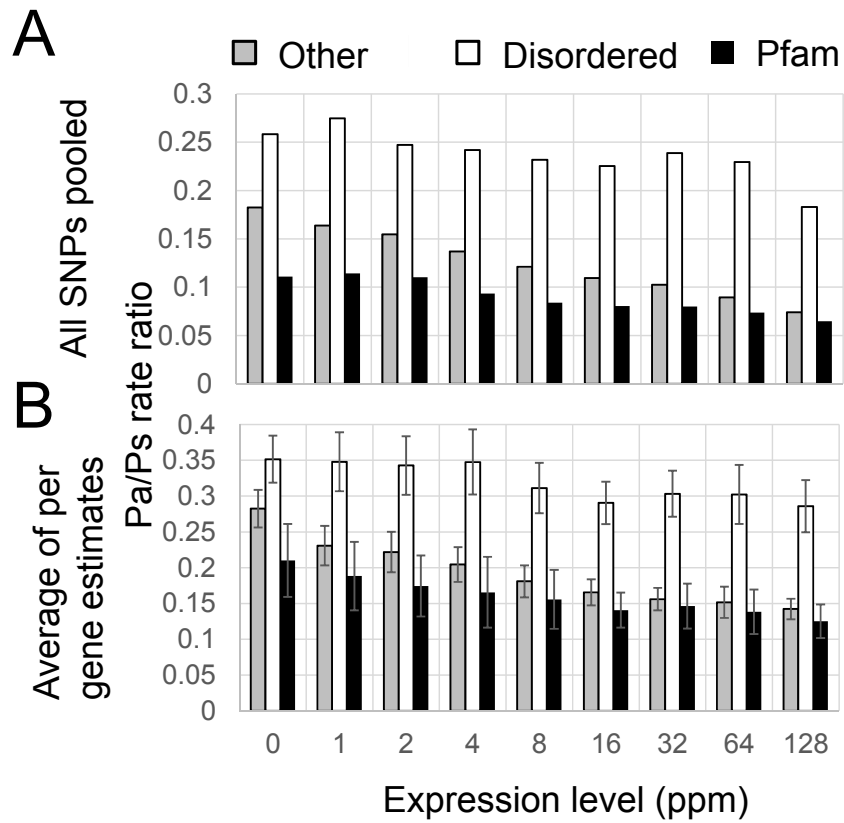 A
Other Disordered Pfam
All SNPs pooled
0.3
0.25
0.2
0.15
0.1
0.05
0
Pa/Ps rate ratio
B
Average of per
gene estimates
0.4
0.35
0.3
0.25
0.2
0.15
0.1
0.05
0
0 1 2 4 8 16 32 64 128
Expression level (ppm)